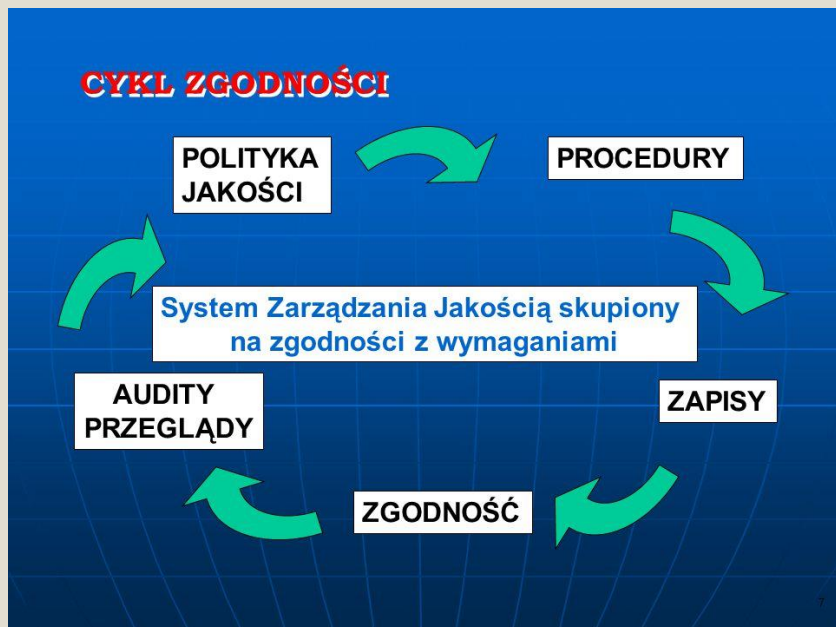 CYKL ZGODNOŚCI
POLITYKA
JAKOŚCI
PROCEDURY
System Zarządzania Jakością skupiony
na zgodności z wymaganiami
AUDITY
PRZEGLĄDY
ZAPISY
ZGODNOŚĆ
7